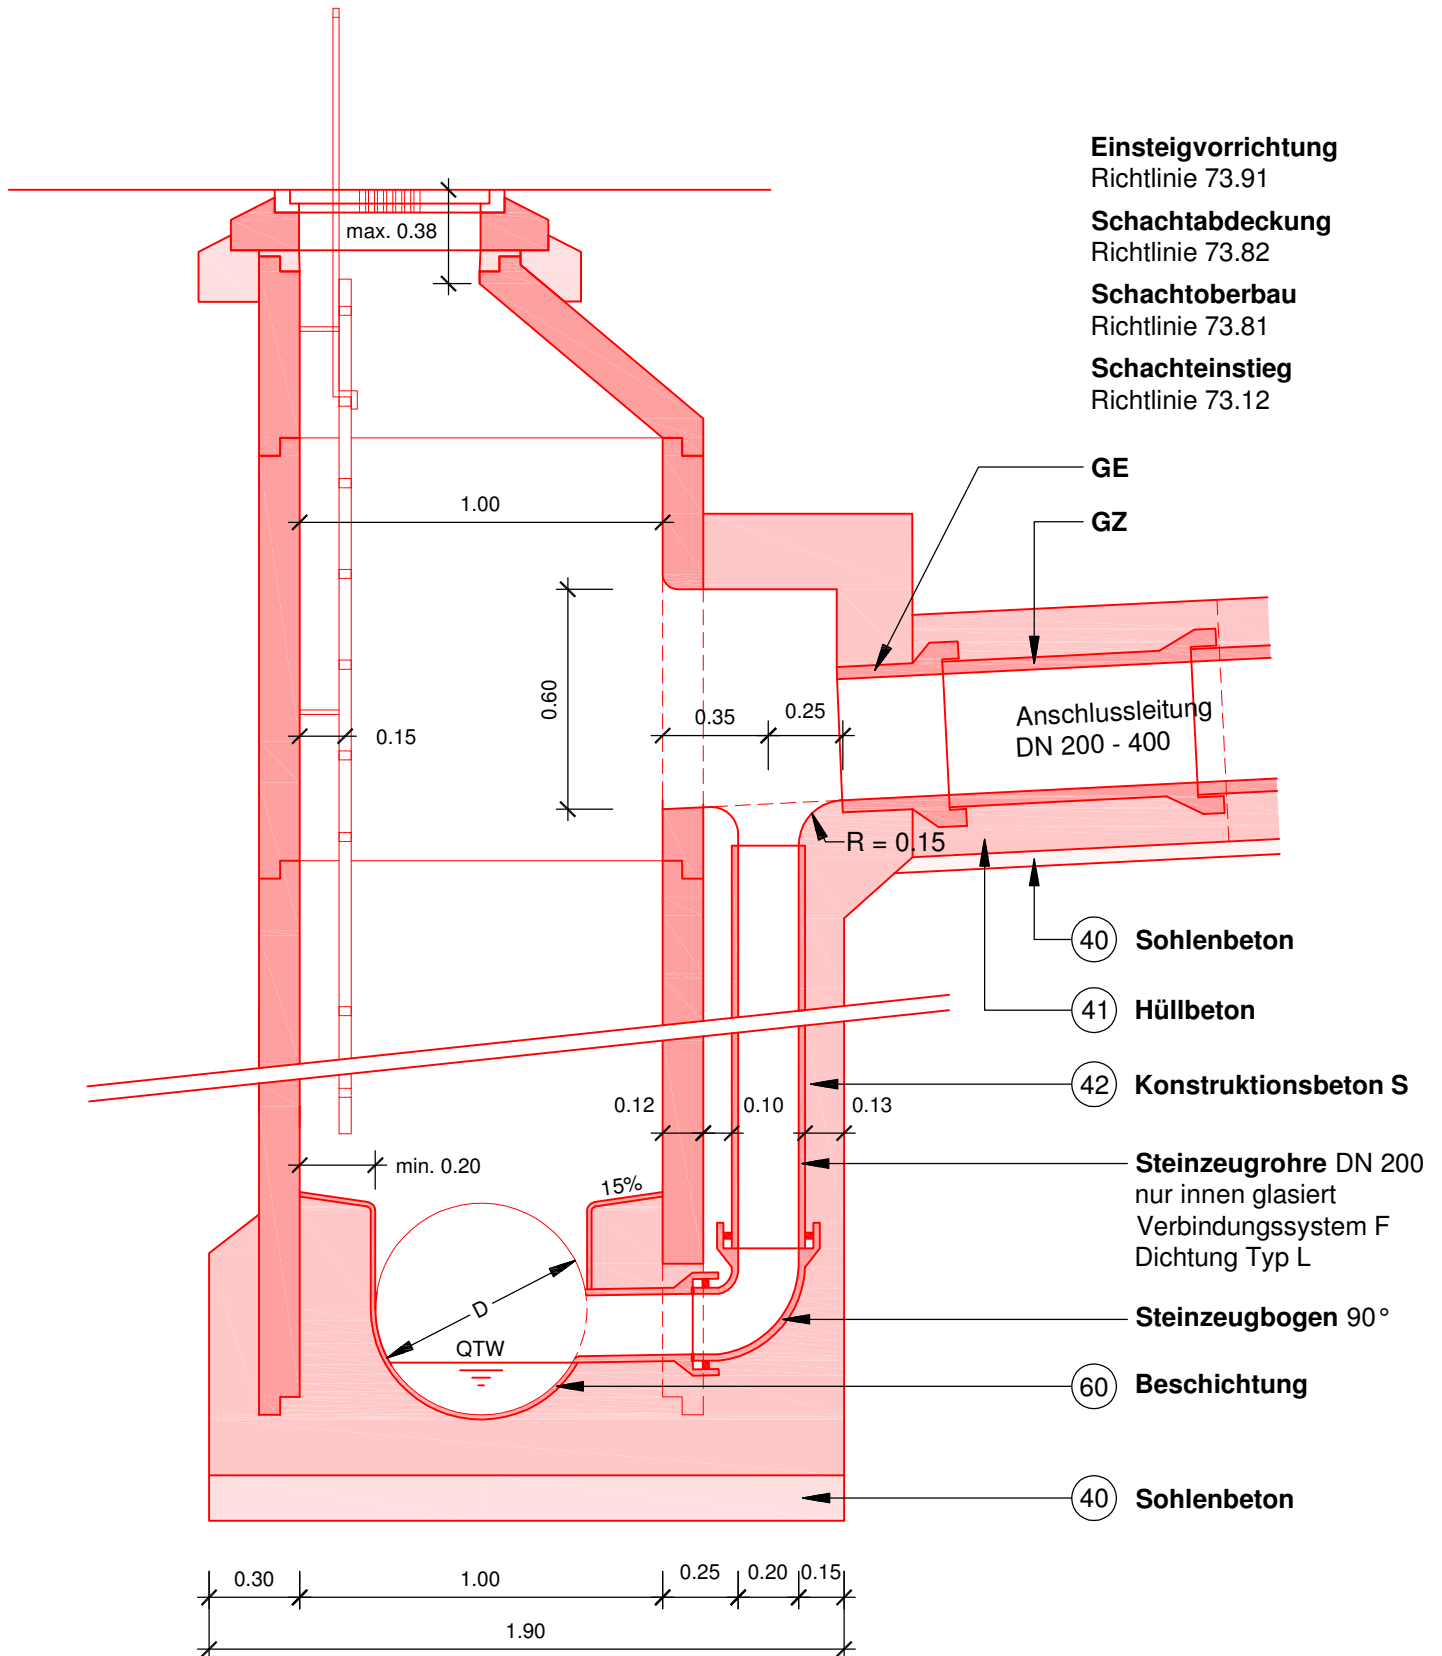 Einsteigvorrichtung
Richtlinie 73.91
Schachtabdeckung
Richtlinie 73.82
Schachtoberbau
Richtlinie 73.81
Schachteinstieg
Richtlinie 73.12
max. 0.38
GE
GZ
1.00
0.60
0.35
0.25
0.15
Anschlussleitung
DN 200 - 400
R = 0.15
40 Sohlenbeton
41 Hüllbeton
42 Konstruktionsbeton S
0.12
0.10
0.13
min. 0.20
15%
Steinzeugrohre DN 200
nur innen glasiert
Verbindungssystem F
Dichtung Typ L
D
QTW
Steinzeugbogen 90°
60 Beschichtung
40 Sohlenbeton
0.30
1.00
0.25
0.20
0.15
1.90